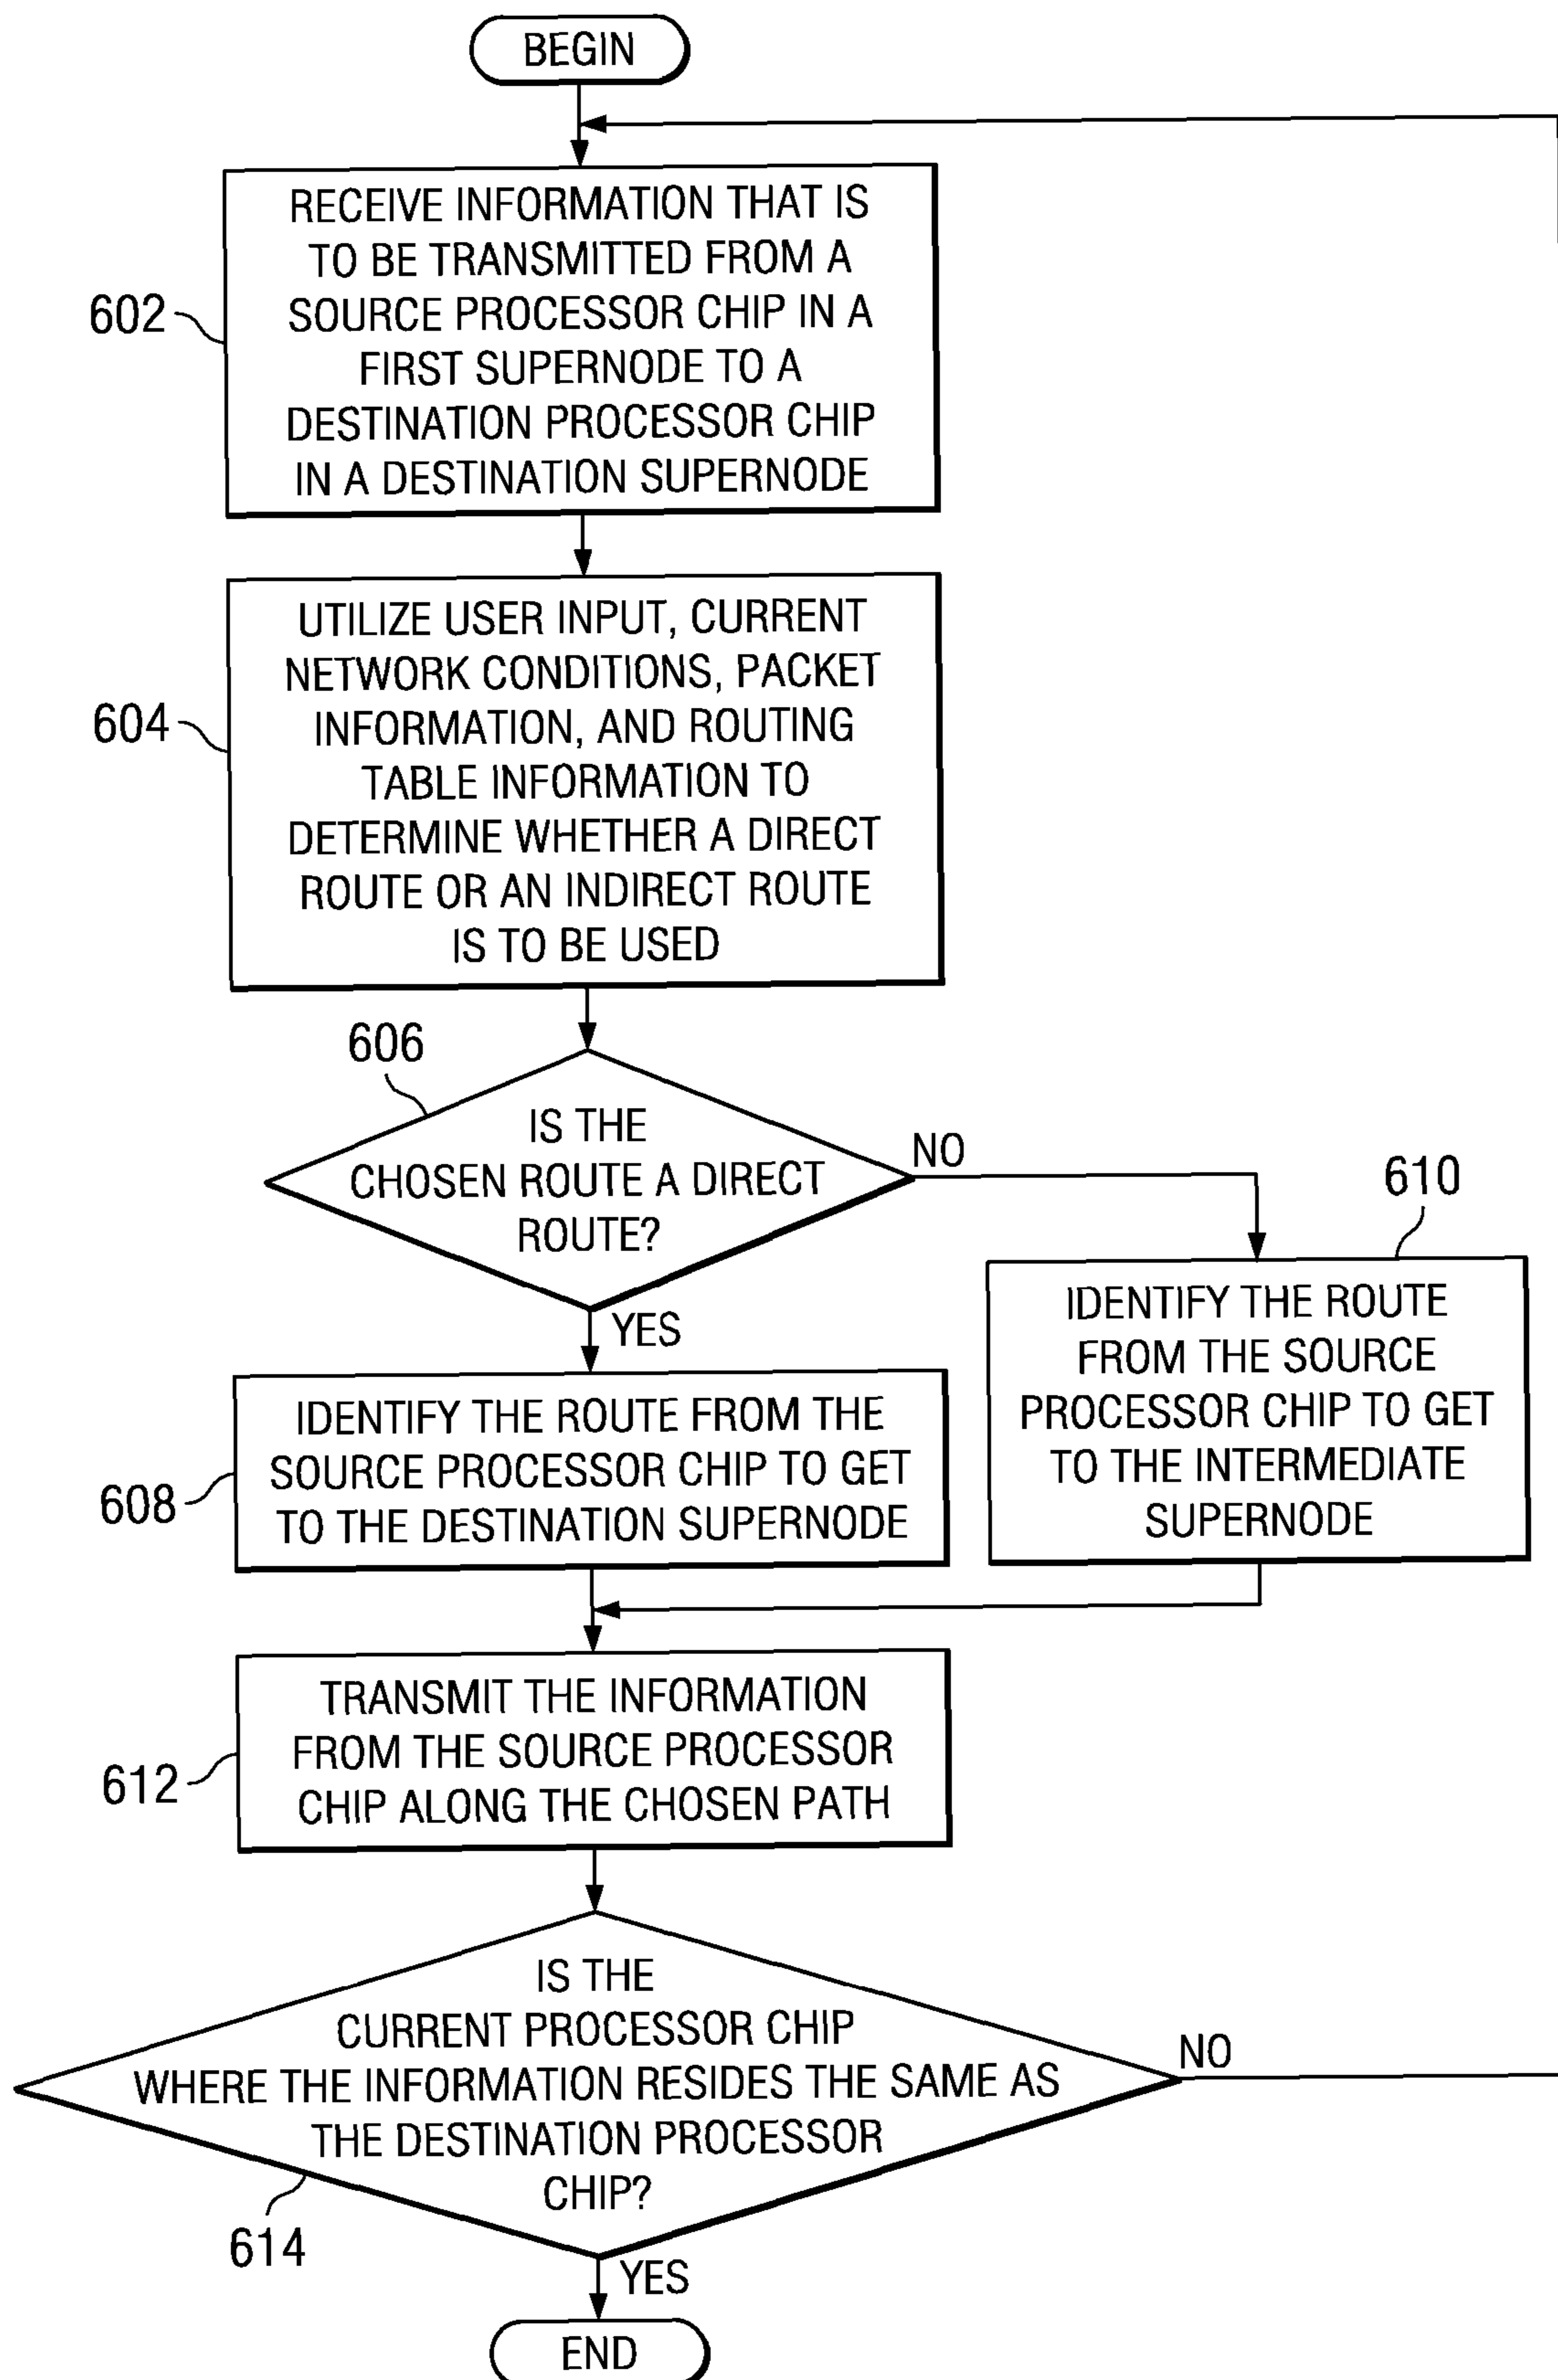 BEGIN
RECEIVE INFORMATION THAT IS
TO BE TRANSMITTED FROM A
SOURCE PROCESSOR CHIP IN A
FIRST SUPERNODE TO A
DESTINATION PROCESSOR CHIP
IN A DESTINATION SUPERNODE
602
UTILIZE USER INPUT, CURRENT
NETWORK CONDITIONS, PACKET
INFORMATION, AND ROUTING
TABLE INFORMATION TO
DETERMINE WHETHER A DIRECT
ROUTE OR AN INDIRECT ROUTE
IS TO BE USED
604
606
IS THE
CHOSEN ROUTE A DIRECT
ROUTE?
NO
YES
610
IDENTIFY THE ROUTE
FROM THE SOURCE
PROCESSOR CHIP TO GET
TO THE INTERMEDIATE
SUPERNODE
IDENTIFY THE ROUTE FROM THE
SOURCE PROCESSOR CHIP TO GET
TO THE DESTINATION SUPERNODE
608
TRANSMIT THE INFORMATION
FROM THE SOURCE PROCESSOR
CHIP ALONG THE CHOSEN PATH
612
IS THE
CURRENT PROCESSOR CHIP
WHERE THE INFORMATION RESIDES THE SAME AS
THE DESTINATION PROCESSOR
CHIP?
NO
614
YES
END